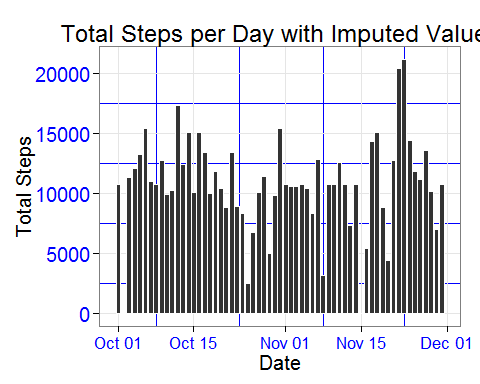 Total Steps per Day with Imputed Value
20000
15000
10000
5000
0
Total Steps
Oct 01 Oct 15 Nov 01 Nov 15 Dec 01
Date